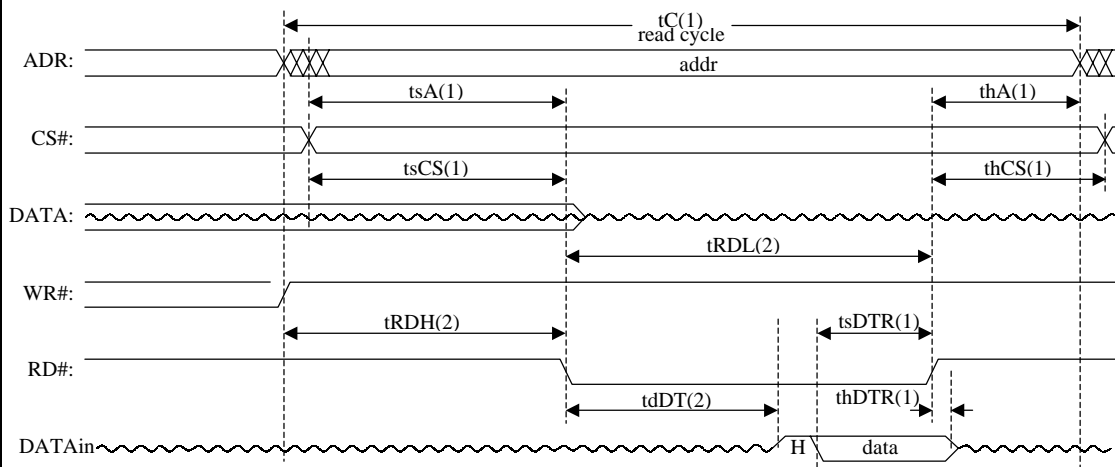 tC(1)
read cycle
ADR:
addr
tsA(1)
thA(1)
CS#:
tsCS(1)
thCS(1)
DATA:
tRDL(2)
WR#:
tRDH(2)
tsDTR(1)
RD#:
tdDT(2)
thDTR(1)
DATAin
H
data